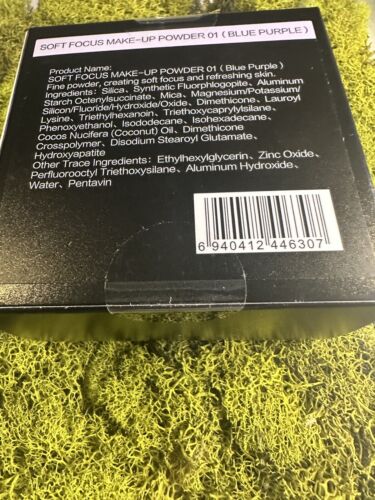 SOFT FOCUS MAKE-UP POWDER 01 ( BLUE PURPLE )
Product Name:
SOFT FOCUS MAKE-UP POWDER 01 ( Blue Purple )
Fine powder, creating soft focus and refreshing skin.
Ingredients: Silica、Synthetic Fluorphlogopite、Aluminum
Starch Octenylsuccinate、Mica、Magnesium/Potassium/
Silicon/Fluoride/Hydroxide/Oxide、Dimethicone、Lauroyl
Lysine、Triethylhexanoin、Triethoxycaprylylsilane、
Phenoxyethanol、Isododecane、Isohexadecane、
Cocos Nucifera (Coconut) Oil、Dimethicone
Crosspolymer、Disodium Stearoyl Glutamate、
Hydroxyapatite
Other Trace Ingredients: Ethylhexylglycerin、Zinc Oxide、
Perfluorooctyl Triethoxysilane、Aluminum Hydroxide、
Water、Pentavin
6 940412 446307